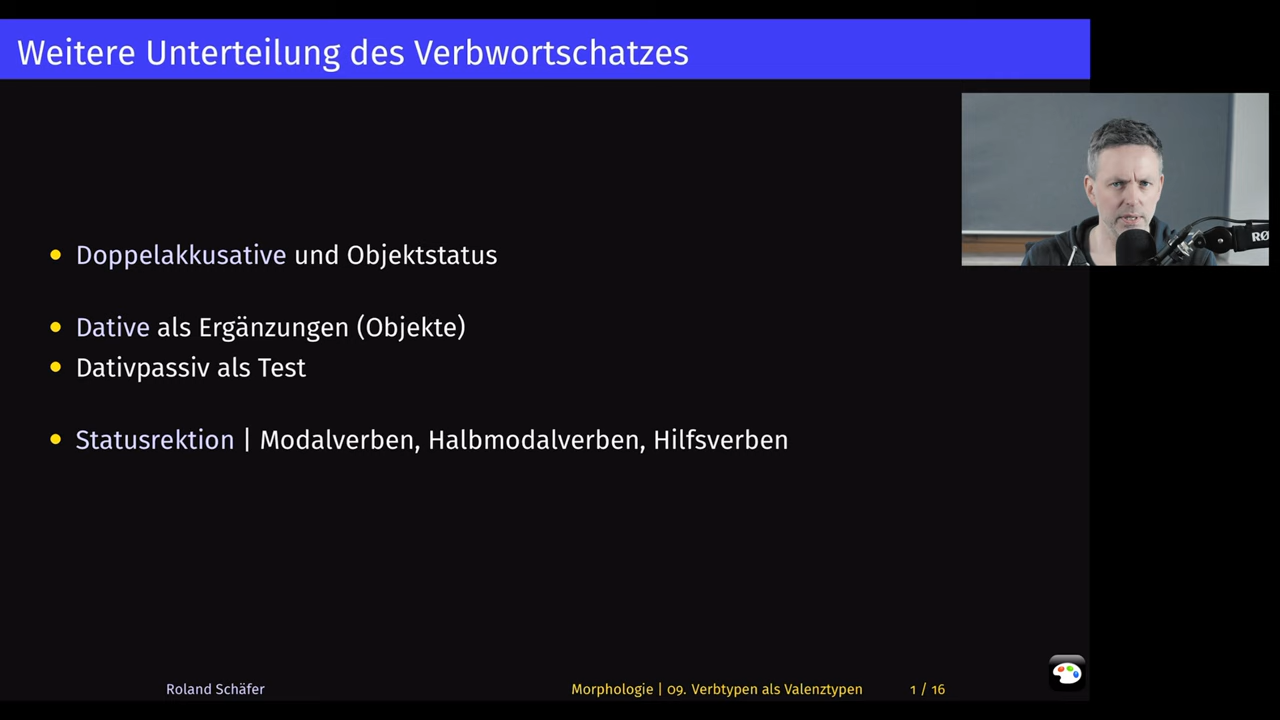 Weitere Unterteilung des Verbwortschatzes
Doppelakkusative und Objektstatus
Dative als Ergänzungen (Objekte)
Dativpassiv als Test
Statusrektion | Modalverben, Halbmodalverben, Hilfsverben
RØ
Roland Schäfer
Morphologie | 09. Verbtypen als Valenztypen
1 / 16